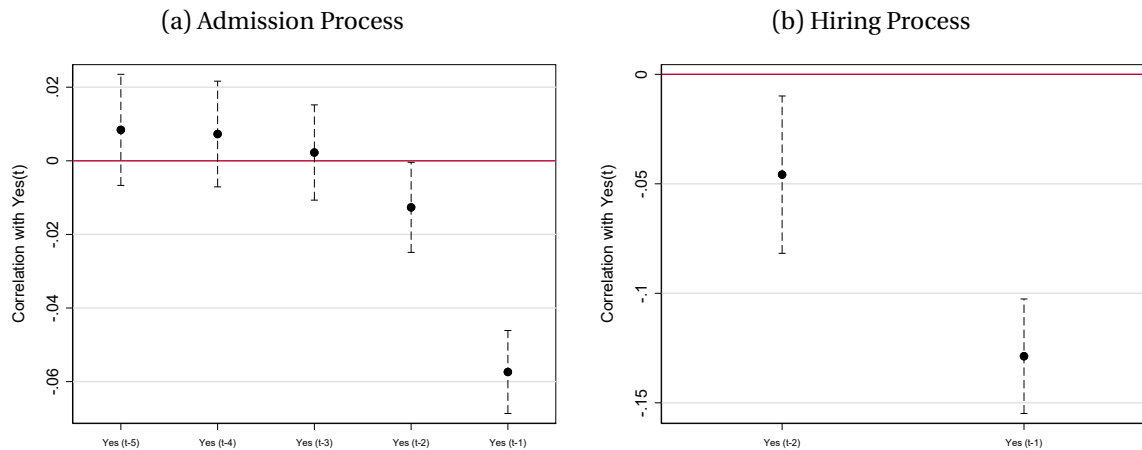 (a) Admission Process
Correlation with Yes(t)
.02
0
-.02
-.04
-.06
Yes (t-5)
Yes (t-4)
Yes (t-3)
Yes (t-2)
Yes (t-1)
(b) Hiring Process
Correlation with Yes(t)
0
-.05
-.1
-.15
Yes (t-2)
Yes (t-1)